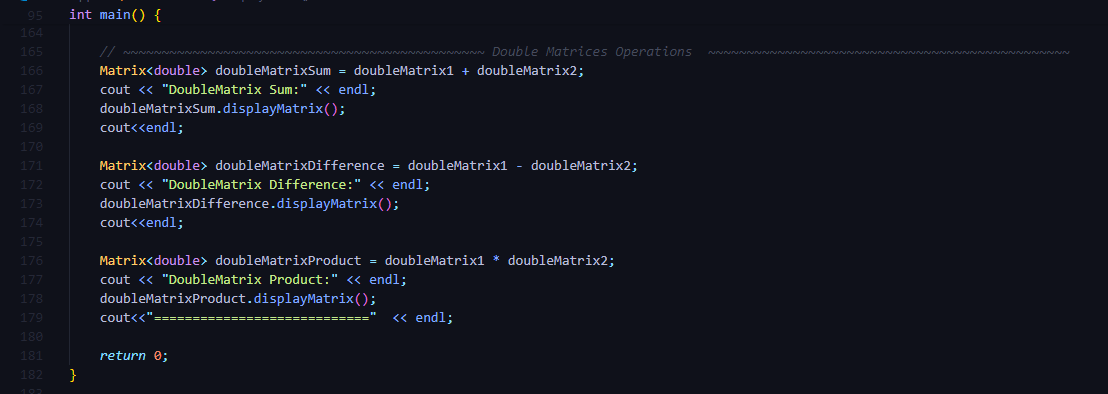 95 int main() {
164
165 // ~~~~~~~~~~~~~~~~~~~~~~~~~~~~~~~~~~~~~~~~~~~~~~~ Double Matrices Operations ~~~~~~~~~~~~~~~~~~~~~~~~~~~~~~~~~~~~~~~~~~~~~~~
166 Matrix<double> doubleMatrixSum = doubleMatrix1 + doubleMatrix2;
167 cout << "DoubleMatrix Sum:" << endl;
168 doubleMatrixSum.displayMatrix();
169 cout<<endl;
170
171 Matrix<double> doubleMatrixDifference = doubleMatrix1 - doubleMatrix2;
172 cout << "DoubleMatrix Difference:" << endl;
173 doubleMatrixDifference.displayMatrix();
174 cout<<endl;
175
176 Matrix<double> doubleMatrixProduct = doubleMatrix1 * doubleMatrix2;
177 cout << "DoubleMatrix Product:" << endl;
178 doubleMatrixProduct.displayMatrix();
179 cout<<"============================" << endl;
180
181 return 0;
182 }